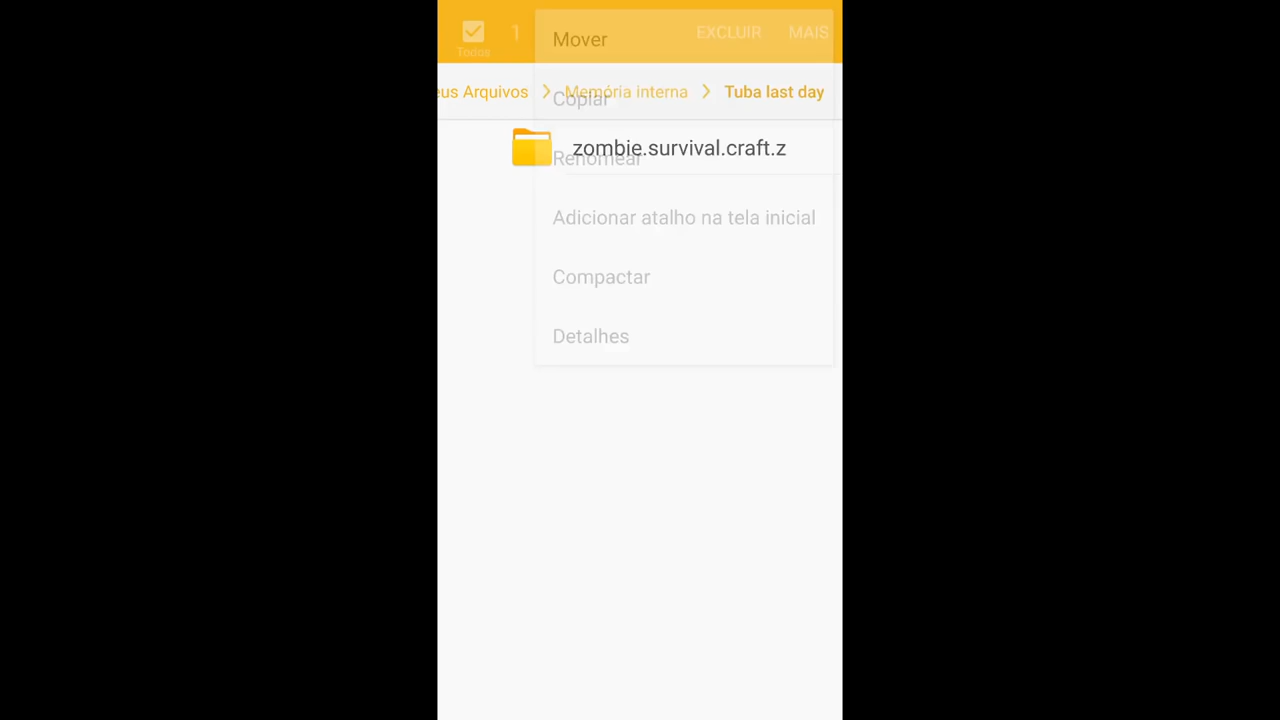 Todos
1
EXCLUIR
MAIS
Mover
eus Arquivos > Memória interna > Tuba last day
Copiar
zombie.survival.craft.z
Renomear
Adicionar atalho na tela inicial
Compactar
Detalhes